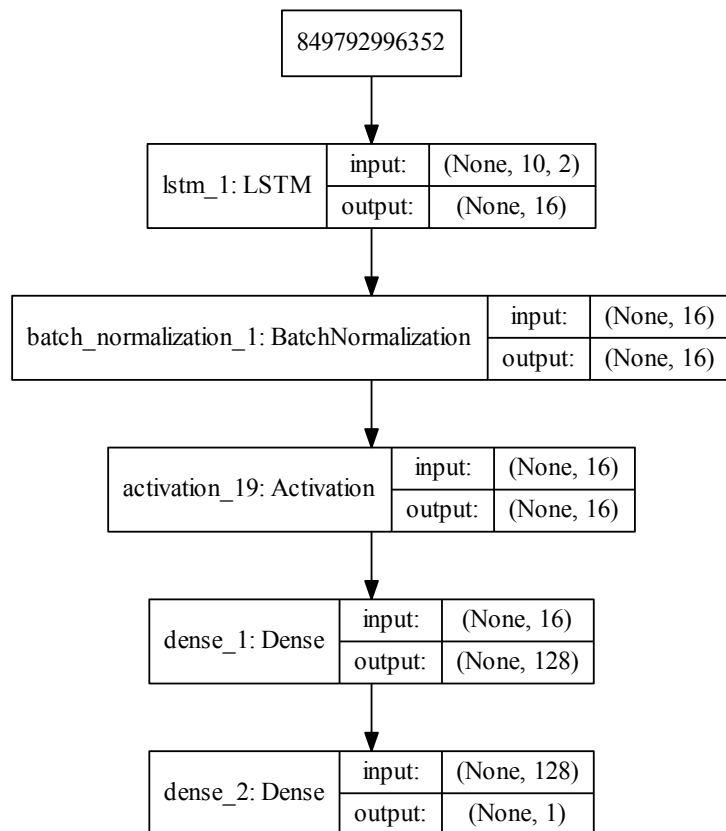 849792996352
lstm_1: LSTM
input:
(None, 10, 2)
output:
(None, 16)
batch_normalization_1: BatchNormalization
input:
(None, 16)
output:
(None, 16)
activation_19: Activation
input:
(None, 16)
output:
(None, 16)
dense_1: Dense
input:
(None, 16)
output:
(None, 128)
dense_2: Dense
input:
(None, 128)
output:
(None, 1)